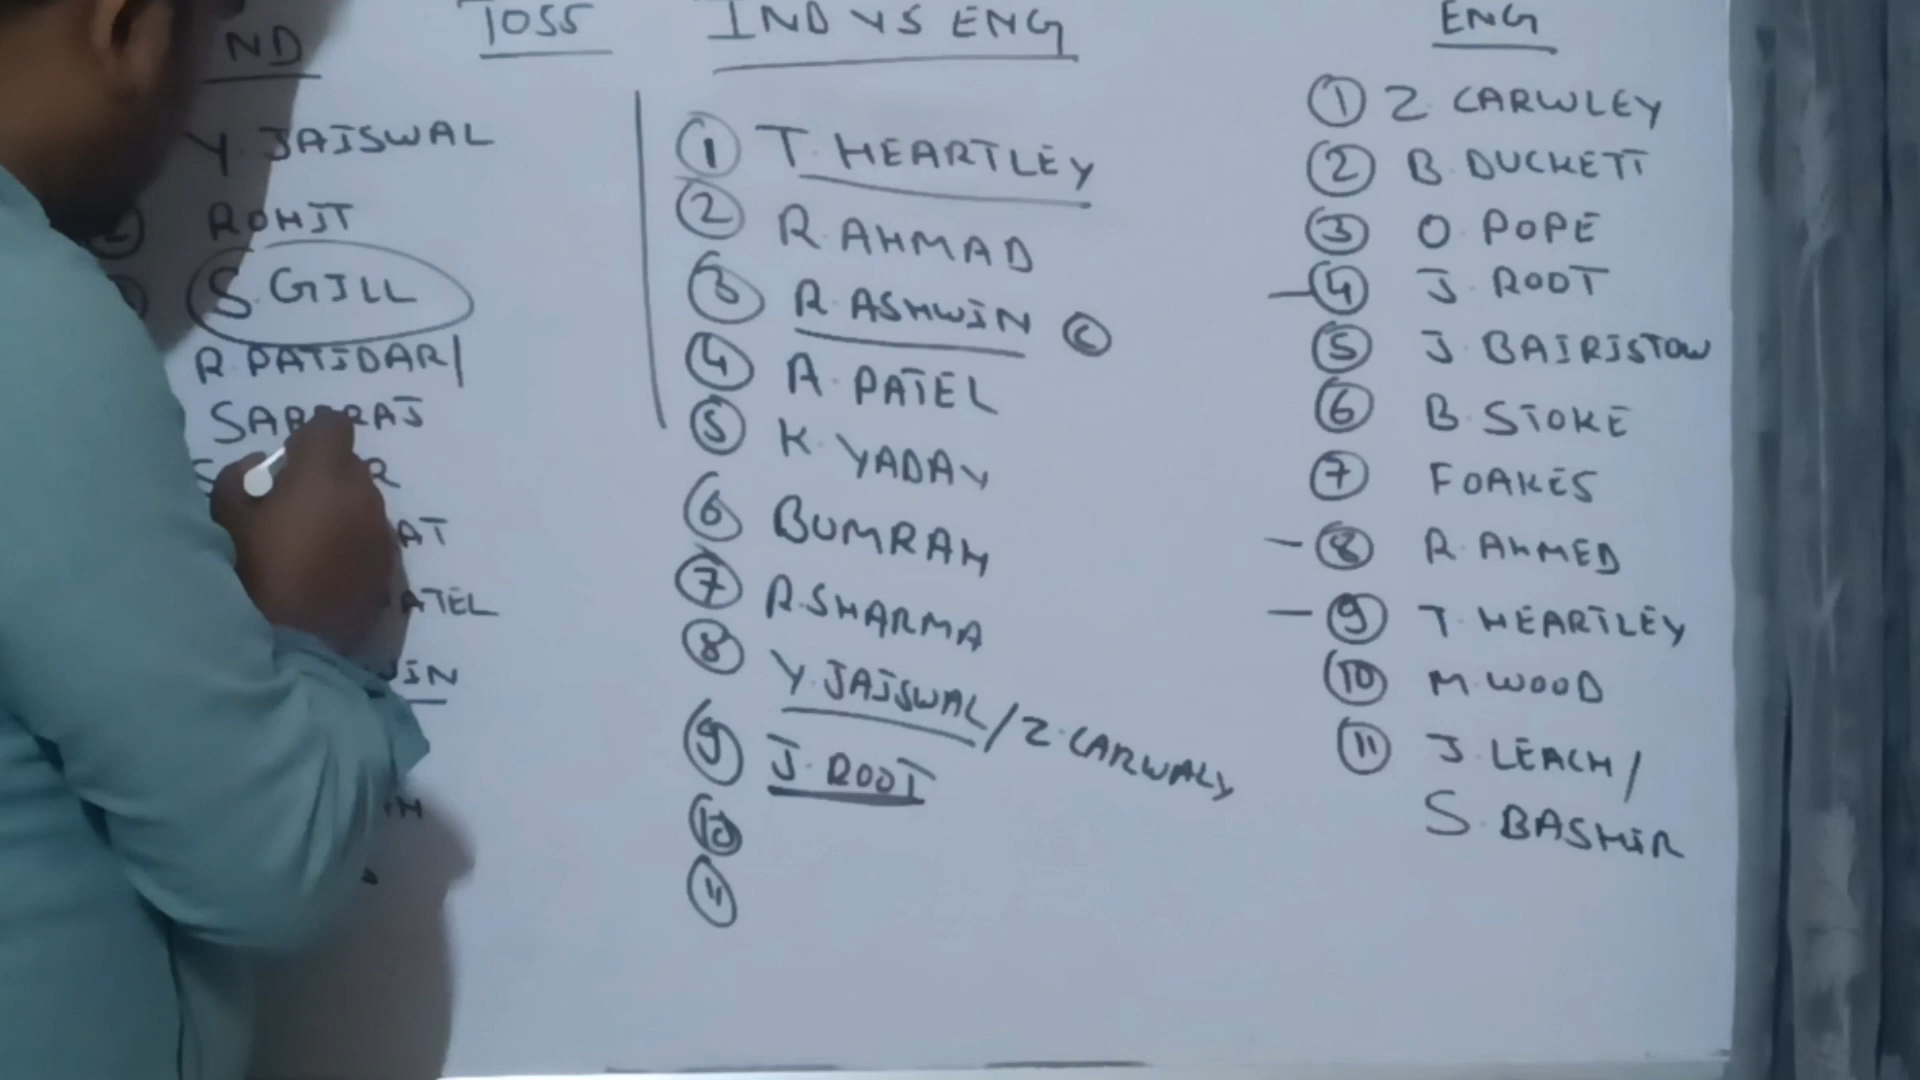 ND
Y. JAISWAL
ROHIT
S. GILL
R. PATIDAR/
AT
ATEL
IN
TOSS
IND VS ENG
① T. HEARTLEY
② R. AHMAD
③ R. ASHWIN Ⓒ
④ A. PATEL
⑤ K. YADAV
⑥ BUMRAH
⑦ R. SHARMA
⑧ Y. JAISWAL / Z. CARWALY
⑨ J. ROOT
⑩
⑪
ENG
① Z. CARWLEY
② B. DUCKETT
③ O. POPE
④ J. ROOT
⑤ J. BAIRISTOW
⑥ B. STOKE
⑦ FOAKES
⑧ R. AHMED
⑨ T. HEARTLEY
⑩ M. WOOD
⑪ J. LEACH /
S. BASHIR